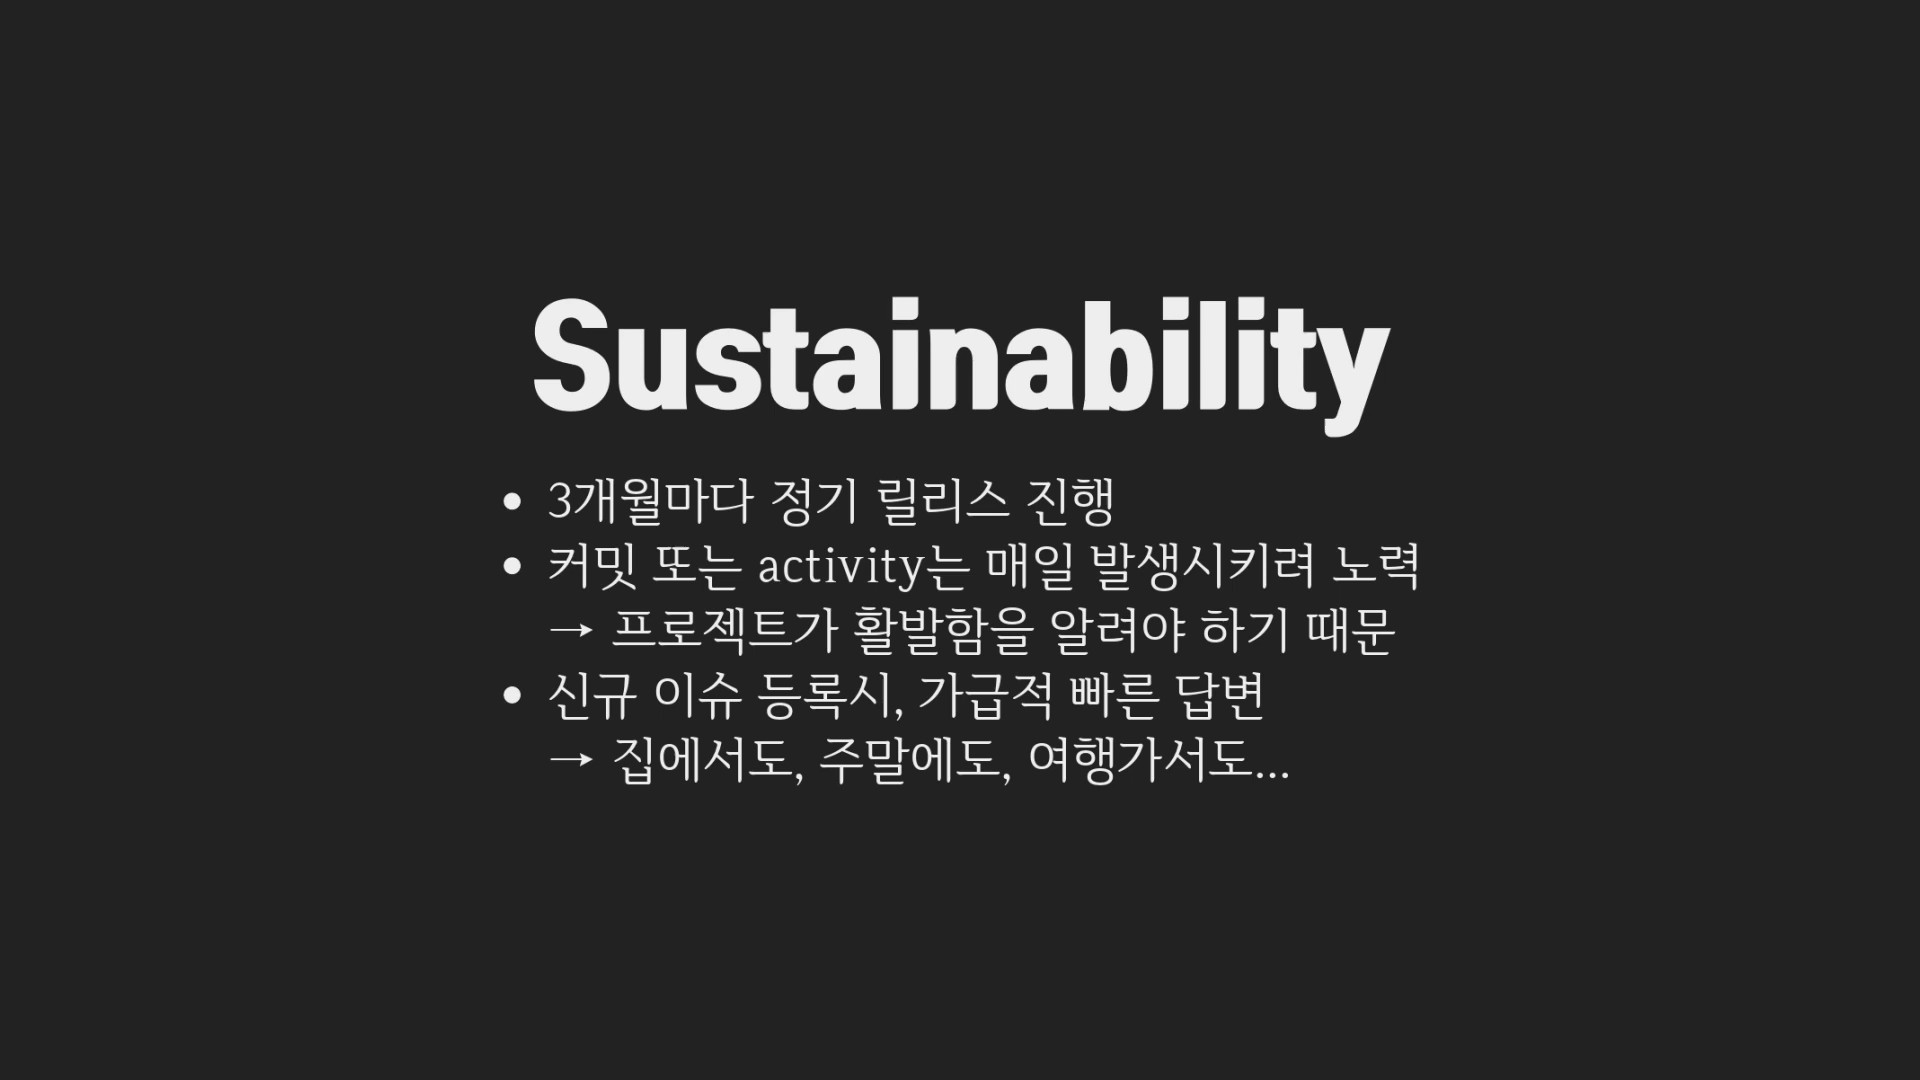 Sustainability
• 3개월마다 정기 릴리스 진행
• 커밋 또는 activity는 매일 발생시키려 노력
→ 프로젝트가 활발함을 알려야 하기 때문
• 신규 이슈 등록시, 가급적 빠른 답변
→ 집에서도, 주말에도, 여행가서도...